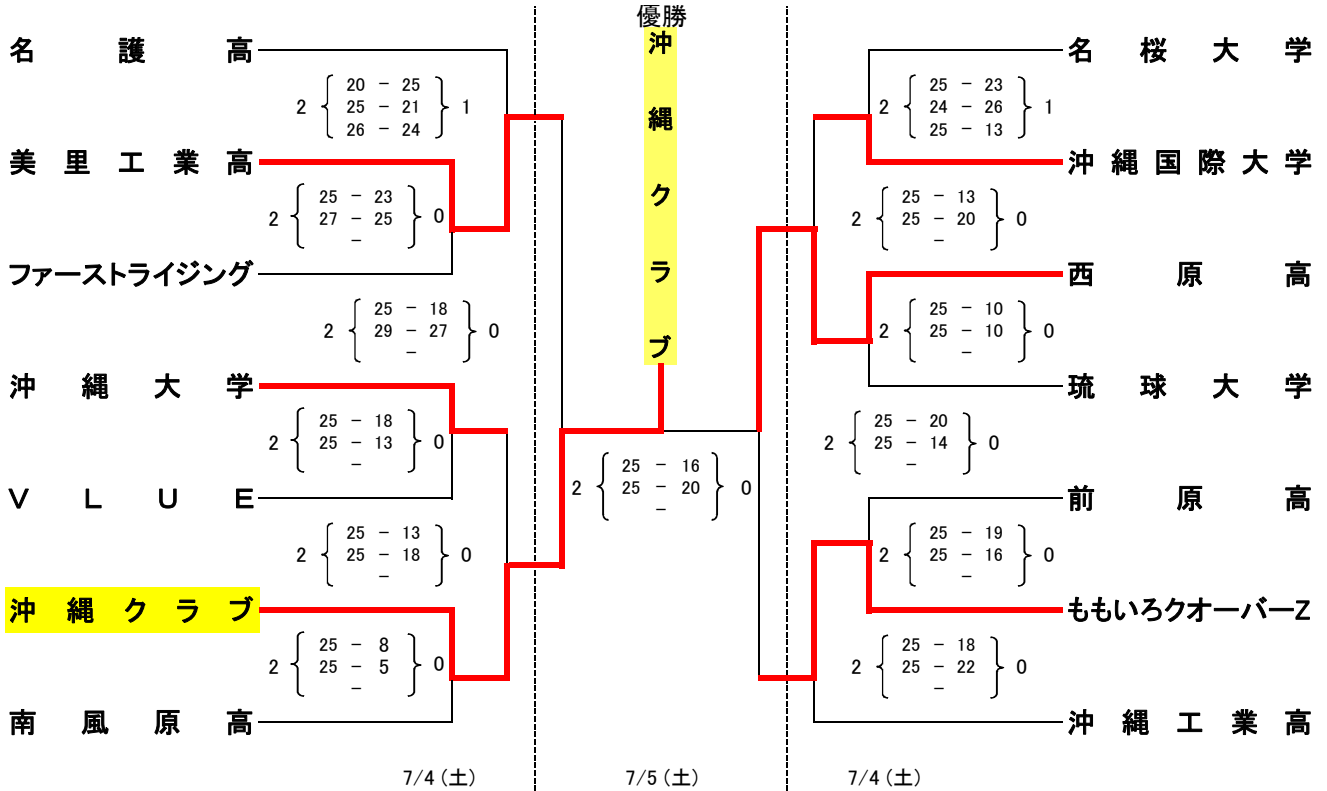 優勝
沖縄クラブ
名護高
20 - 25
2 25 - 21 1
26 - 24
美里工業高
25 - 23
2 27 - 25 0
-
ファーストライジング
25 - 18
2 29 - 27 0
-
沖縄大学
25 - 18
2 25 - 13 0
-
VLUE
25 - 13
2 25 - 18 0
-
沖縄クラブ
25 - 8
2 25 - 5 0
-
南風原高
25 - 16
2 25 - 20 0
-
名桜大学
25 - 23
2 24 - 26 1
25 - 13
沖縄国際大学
25 - 13
2 25 - 20 0
-
西原高
25 - 10
2 25 - 10 0
-
琉球大学
25 - 20
2 25 - 14 0
-
前原高
25 - 19
2 25 - 16 0
-
ももいろクオーバーZ
25 - 18
2 25 - 22 0
-
沖縄工業高
7/4(土)
7/5(土)
7/4(土)